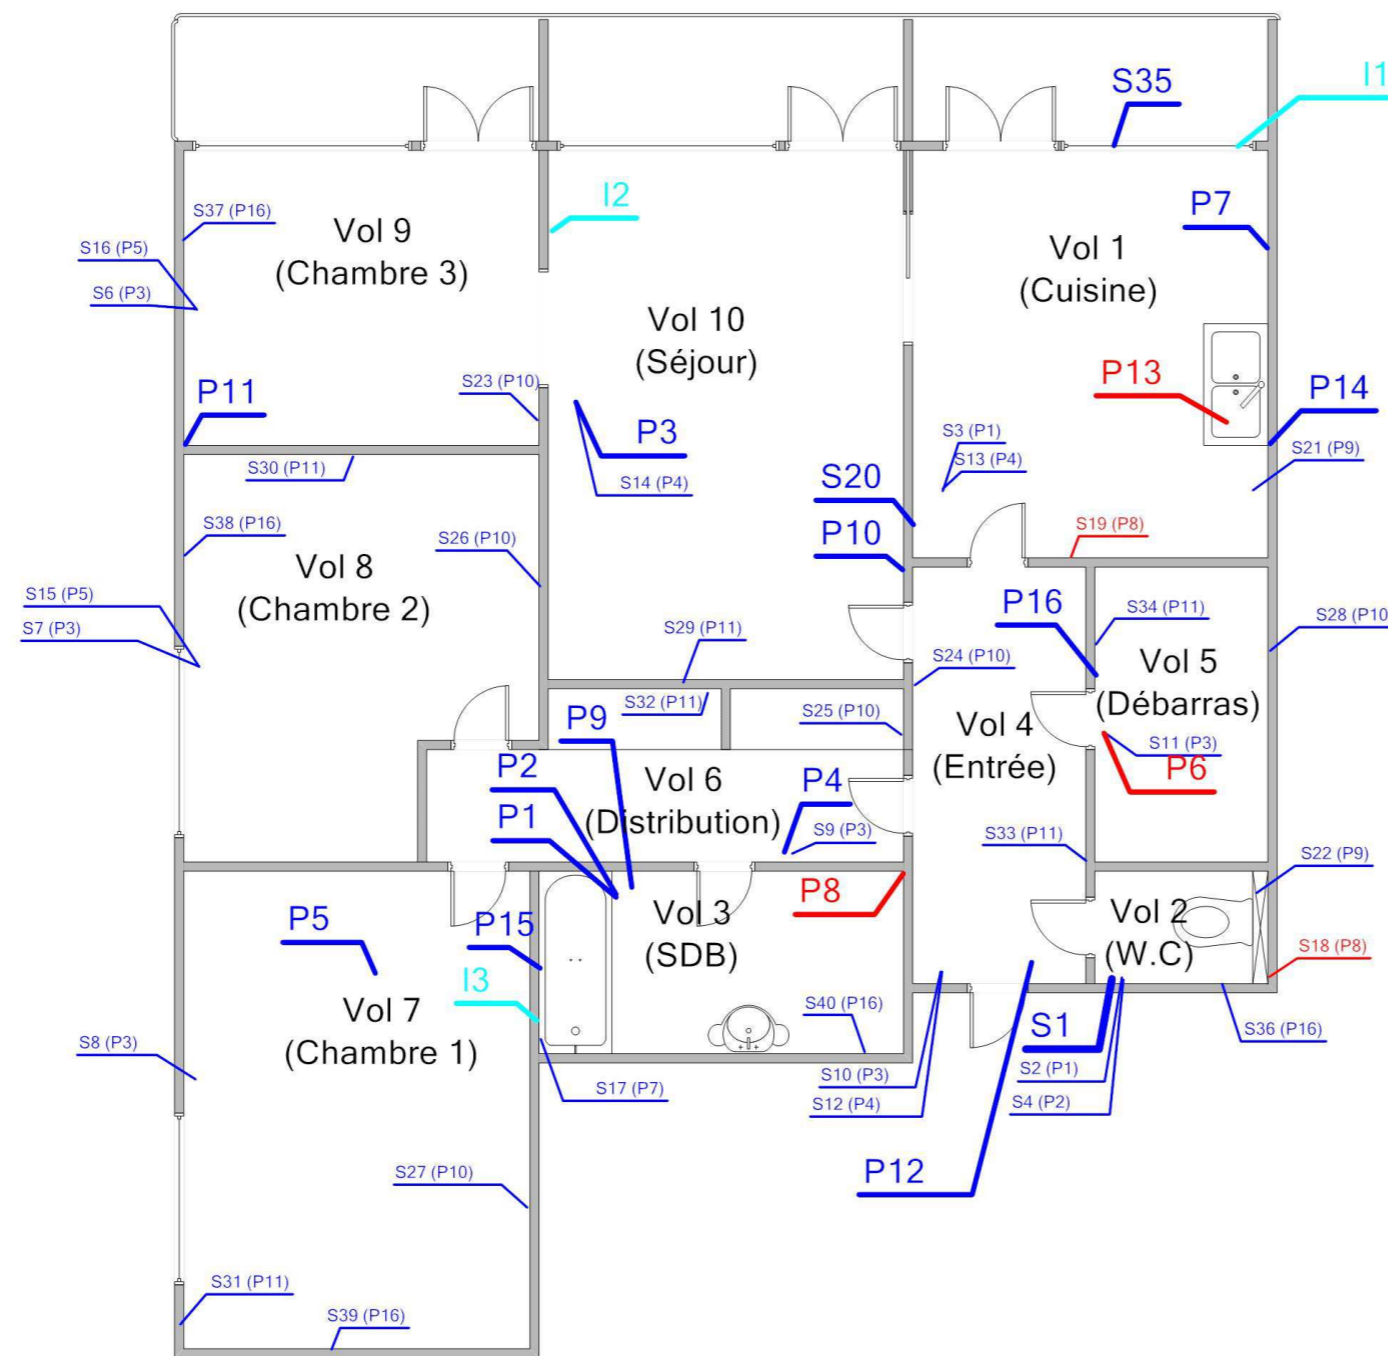 I1
S35
I2
P7
S37 (P16)
Vol 9
(Chambre 3)
Vol 1
(Cuisine)
S16 (P5)
S6 (P3)
Vol 10
(Séjour)
P11
S23 (P10)
P3
P13
P14
S3 (P1)
S13 (P4)
S21 (P9)
S30 (P11)
S14 (P4)
S20
P10
S19 (P8)
S38 (P16)
S26 (P10)
Vol 8
(Chambre 2)
S15 (P5)
S7 (P3)
P16
S34 (P11)
S28 (P10
S29 (P11)
S24 (P10)
Vol 5
(Débarras)
S32 (P11)
S25 (P10)
P9
Vol 4
(Entrée)
S11 (P3)
P6
P2
Vol 6
(Distribution)
P4
P1
S9 (P3)
S33 (P11)
S22 (P9)
P8
P5
P15
Vol 3
(SDB)
Vol 2
(W.C)
S18 (P8)
I3
Vol 7
(Chambre 1)
S40 (P16)
S1
S36 (P16)
S8 (P3)
S17 (P7)
S10 (P3)
S12 (P4)
S2 (P1)
S4 (P2)
S27 (P10)
P12
S31 (P11)
S39 (P16)